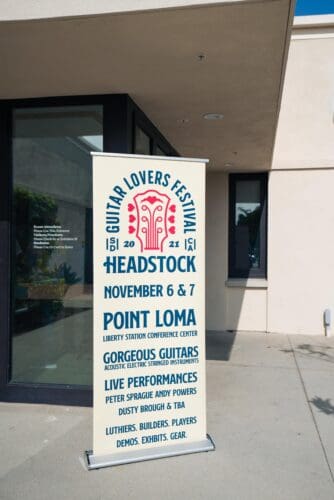 GUITAR LOVERS FESTIVAL
20 21
HEADSTOCK
NOVEMBER 6 & 7
POINT LOMA
LIBERTY STATION CONFERENCE CENTER
GORGEOUS GUITARS
ACOUSTIC ELECTRIC STRINGED INSTRUMENTS
LIVE PERFORMANCES
PETER SPRAGUE ANDY POWERS
DUSTY BROUGH & TBA
LUTHIERS. BUILDERS. PLAYERS
DEMOS. EXHIBITS. GEAR.